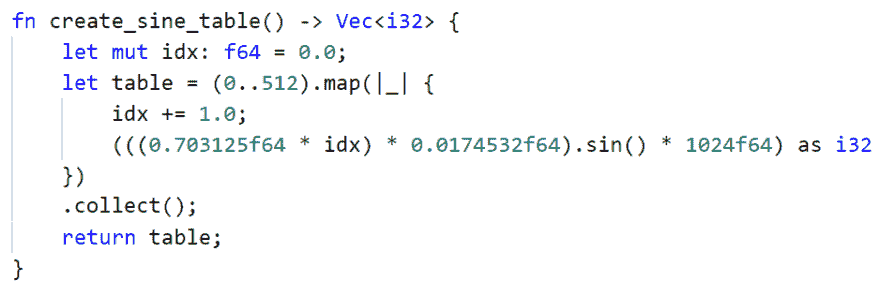 fn create_sine_table() -> Vec<i32> {
    let mut idx: f64 = 0.0;
    let table = (0..512).map(|_| {
        idx += 1.0;
        (((0.703125f64 * idx) * 0.0174532f64).sin() * 1024f64) as i32
    })
    .collect();
    return table;
}